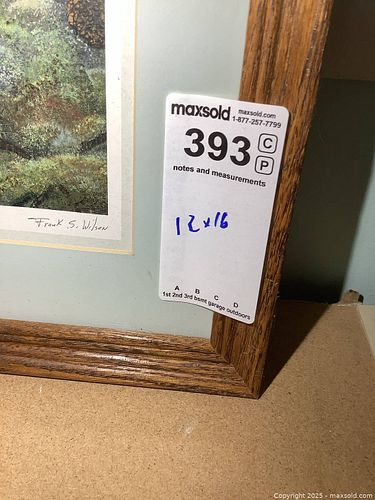 maxsold maxsold.com
1-877-257-7799
393 C
P
notes and measurements
12x16
A B C D
1st 2nd 3rd bsmt garage outdoors
Frank S. Wilson
Copyright 2025 - maxsold.com